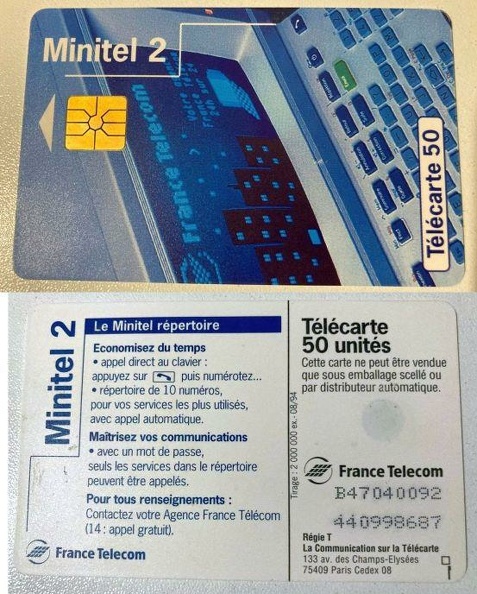 Minitel 2
France Telecom
Télécarte 50
Minitel 2
Le Minitel répertoire
Economisez du temps
• appel direct au clavier :
appuyez sur puis numérotez...
• répertoire de 10 numéros,
pour vos services les plus utilisés,
avec appel automatique.
Maîtrisez vos communications
• avec un mot de passe,
seuls les services dans le répertoire
peuvent être appelés.
Pour tous renseignements :
Contactez votre Agence France Télécom
(14 : appel gratuit).
France Telecom
Tirage : 2 000 000 ex.- 08/94
Télécarte
50 unités
Cette carte ne peut être vendue
que sous emballage scellé ou
par distributeur automatique.
France Telecom
B47040092
440998687
Régie T
La Communication sur la Télécarte
133 av. des Champs-Elysées
75409 Paris Cedex 08